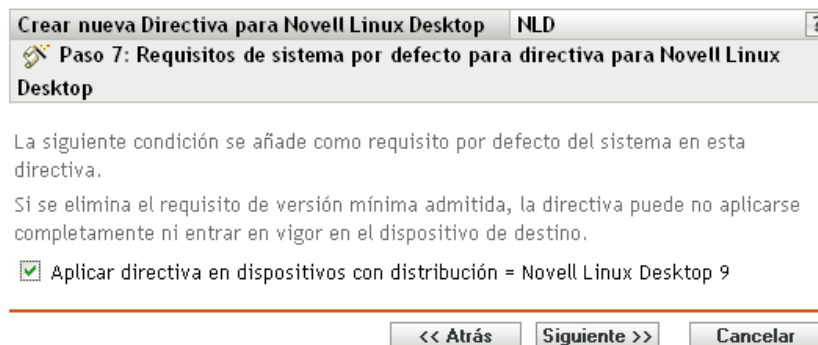 Crear nueva Directiva para Novell Linux Desktop NLD ?
Paso 7: Requisitos de sistema por defecto para directiva para Novell Linux
Desktop
La siguiente condición se añade como requisito por defecto del sistema en esta
directiva.
Si se elimina el requisito de versión mínima admitida, la directiva puede no aplicarse
completamente ni entrar en vigor en el dispositivo de destino.
Aplicar directiva en dispositivos con distribución = Novell Linux Desktop 9
<< Atrás Siguiente >> Cancelar